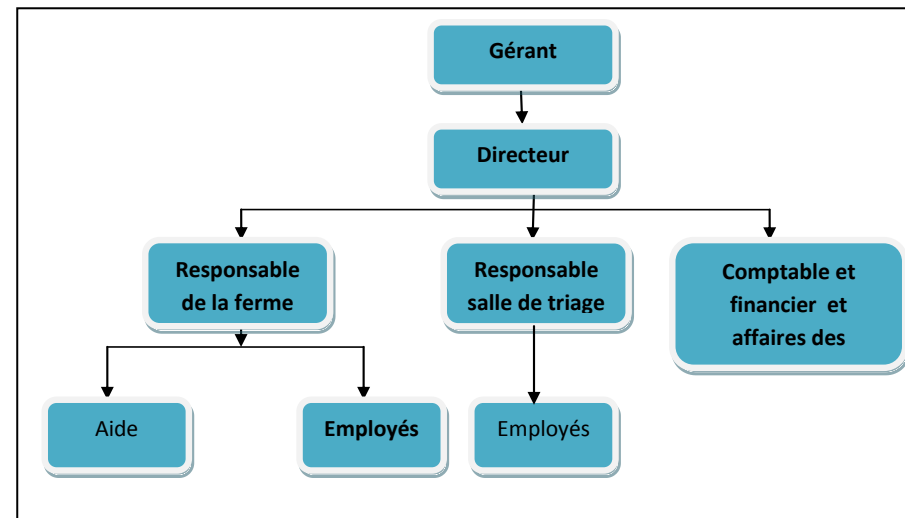 Gérant
Directeur
Responsable
de la ferme
Responsable
salle de triage
Comptable et
financier et
affaires des
Aide
Employés
Employés